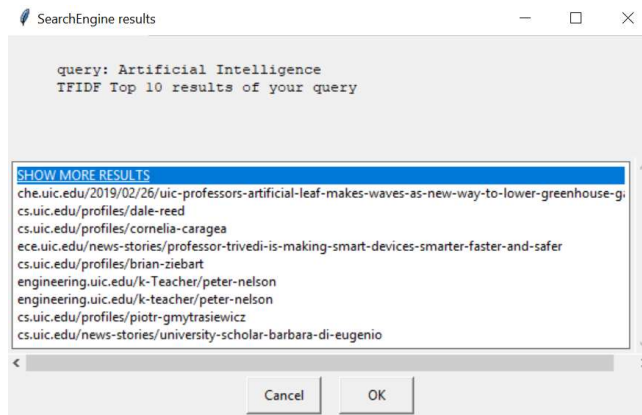 SearchEngine results
query: Artificial Intelligence
TFIDF Top 10 results of your query
SHOW MORE RESULTS
che.uic.edu/2019/02/26/uic-professors-artificial-leaf-makes-waves-as-new-way-to-lower-greenhouse-ga
cs.uic.edu/profiles/dale-reed
cs.uic.edu/profiles/cornelia-caragea
ece.uic.edu/news-stories/professor-trivedi-is-making-smart-devices-smarter-faster-and-safer
cs.uic.edu/profiles/brian-ziebart
engineering.uic.edu/k-Teacher/peter-nelson
engineering.uic.edu/k-teacher/peter-nelson
cs.uic.edu/profiles/piotr-gmytrasiewicz
cs.uic.edu/news-stories/university-scholar-barbara-di-eugenio
Cancel OK